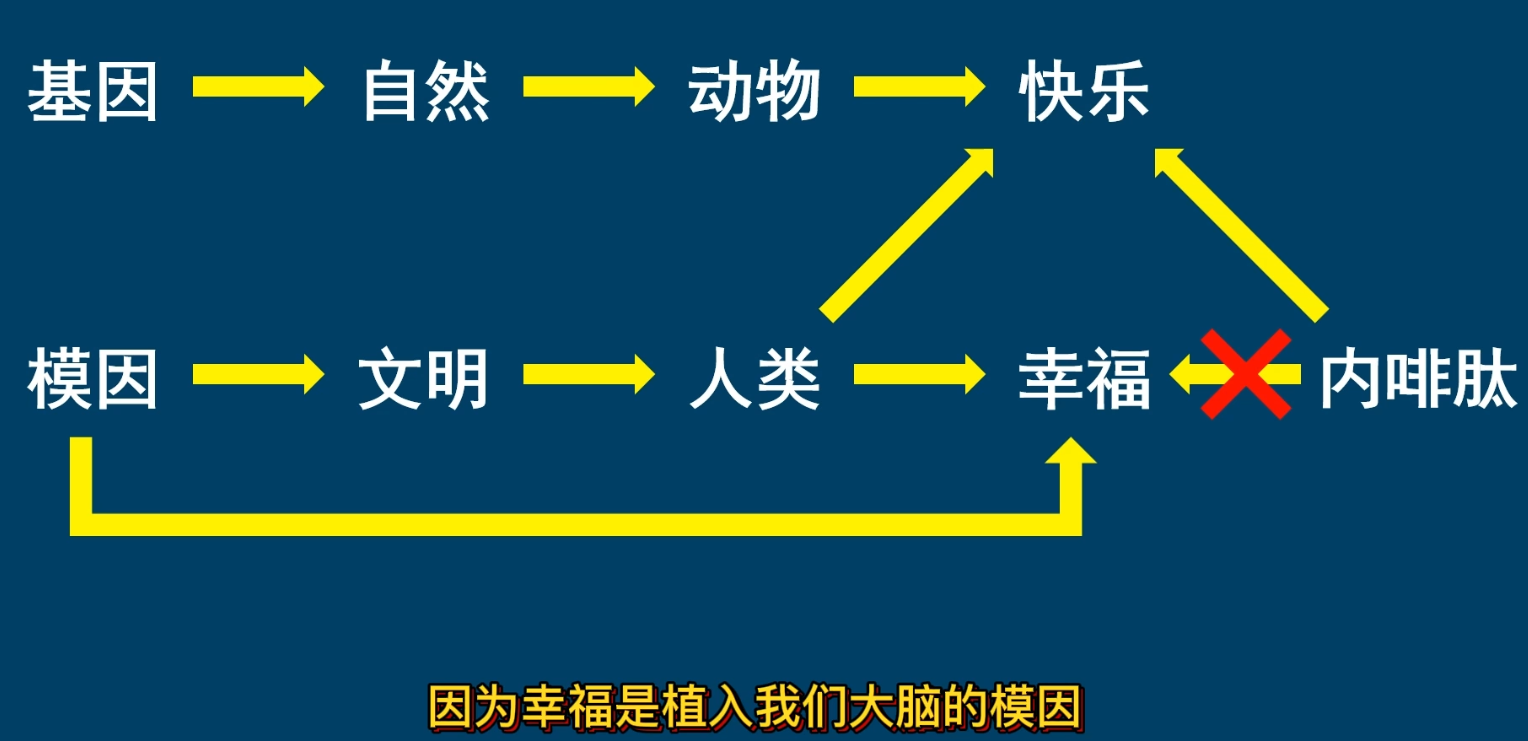 基因 自然 动物 快乐
模因 文明 人类 幸福 内啡肽
因为幸福是植入我们大脑的模因